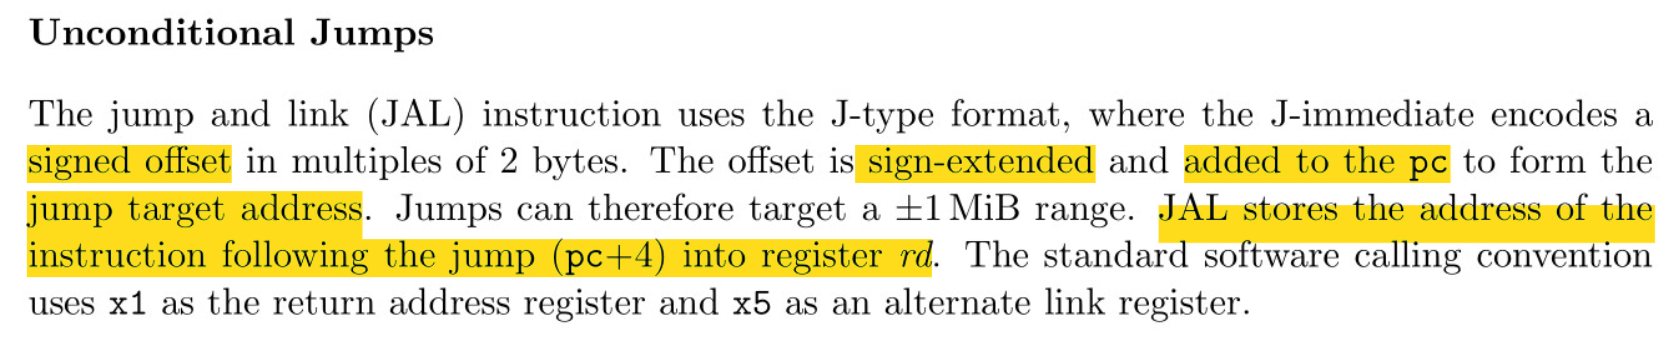 Unconditional Jumps
The jump and link (JAL) instruction uses the J-type format, where the J-immediate encodes a
signed offset in multiples of 2 bytes. The offset is sign-extended and added to the pc to form the
jump target address. Jumps can therefore target a ±1 MiB range. JAL stores the address of the
instruction following the jump (pc+4) into register rd. The standard software calling convention
uses x1 as the return address register and x5 as an alternate link register.